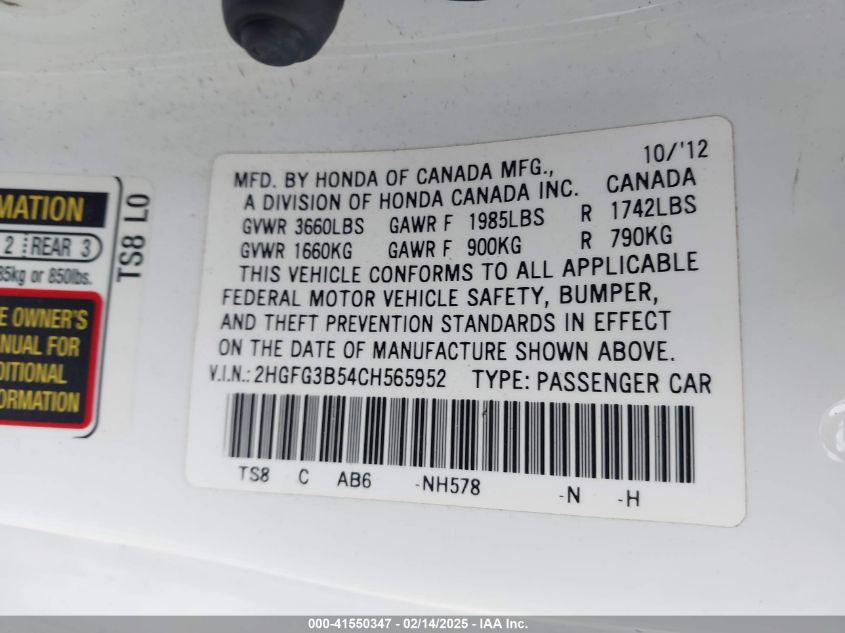 MATION
2 REAR 3
85kg or 850lbs.
E OWNER'S
NUAL FOR
DITIONAL
ORMATION
TS8 L0
10/'12
MFD. BY HONDA OF CANADA MFG.,
A DIVISION OF HONDA CANADA INC. CANADA
GVWR 3660LBS GAWR F 1985LBS R 1742LBS
GVWR 1660KG GAWR F 900KG R 790KG
THIS VEHICLE CONFORMS TO ALL APPLICABLE
FEDERAL MOTOR VEHICLE SAFETY, BUMPER,
AND THEFT PREVENTION STANDARDS IN EFFECT
ON THE DATE OF MANUFACTURE SHOWN ABOVE.
V.I.N.: 2HGFG3B54CH565952 TYPE: PASSENGER CAR
TS8 C AB6 -NH578 -N -H
000-41550347 - 02/14/2025 - IAA Inc.